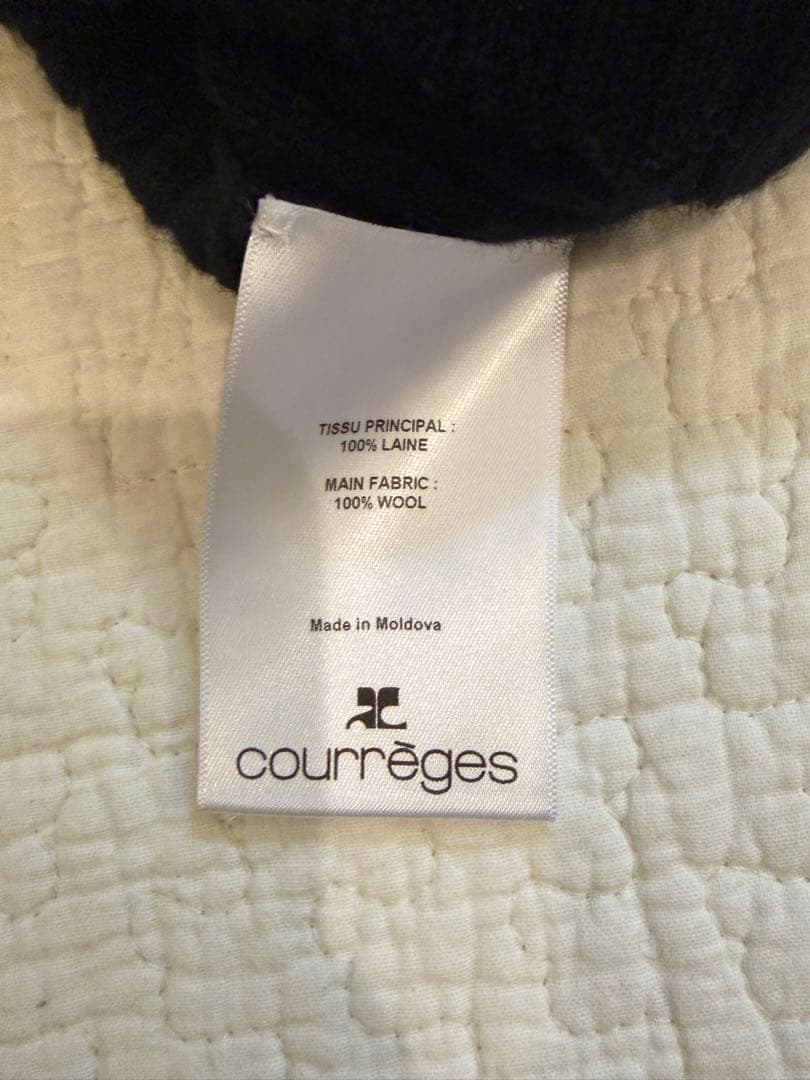 TISSU PRINCIPAL :
100% LAINE
MAIN FABRIC :
100% WOOL
Made in Moldova
courrèges